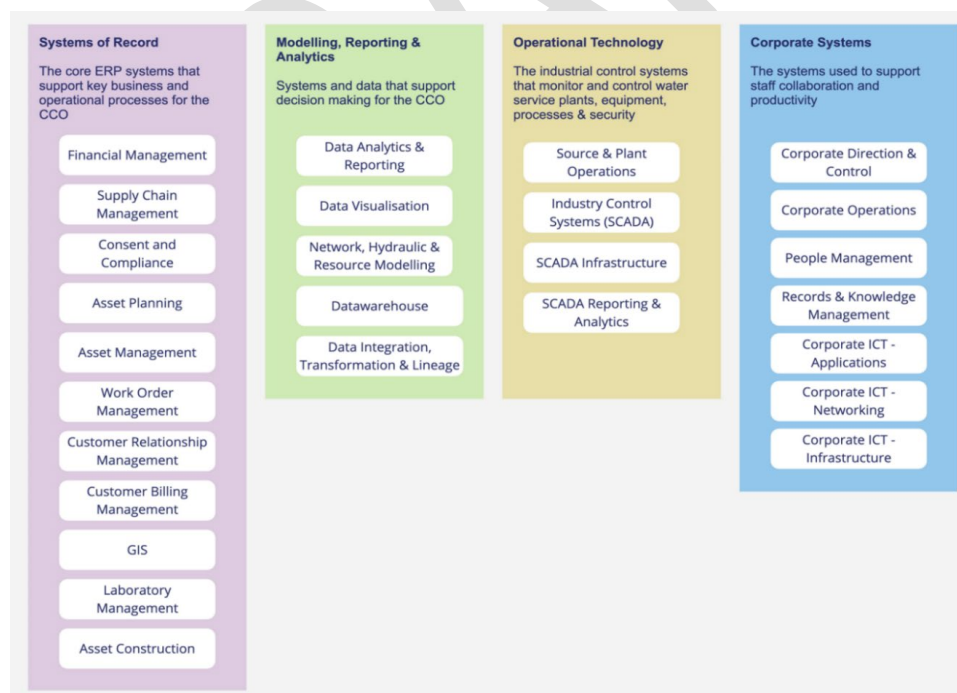 Systems of Record
The core ERP systems that
support key business and
operational processes for the
CCO
Financial Management
Supply Chain
Management
Consent and
Compliance
Asset Planning
Asset Management
Work Order
Management
Customer Relationship
Management
Customer Billing
Management
GIS
Laboratory
Management
Asset Construction
Modelling, Reporting &
Analytics
Systems and data that support
decision making for the CCO
Data Analytics &
Reporting
Data Visualisation
Network, Hydraulic &
Resource Modelling
Datawarehouse
Data Integration,
Transformation & Lineage
Operational Technology
The industrial control systems
that monitor and control water
service plants, equipment,
processes & security
Source & Plant
Operations
Industry Control
Systems (SCADA)
SCADA Infrastructure
SCADA Reporting &
Analytics
Corporate Systems
The systems used to support
staff collaboration and
productivity
Corporate Direction &
Control
Corporate Operations
People Management
Records & Knowledge
Management
Corporate ICT -
Applications
Corporate ICT -
Networking
Corporate ICT -
Infrastructure